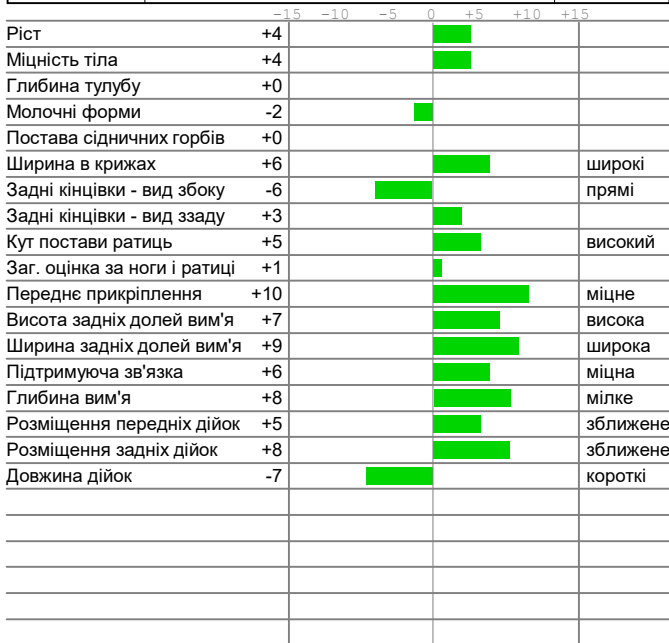 -15 -10 -5 0 +5 +10 +15
Ріст +4
Міцність тіла +4
Глибина тулубу +0
Молочні форми -2
Постава сідничних горбів +0
Ширина в крижах +6 широкі
Задні кінцівки - вид збоку -6 прямі
Задні кінцівки - вид ззаду +3
Кут постави ратиць +5 високий
Заг. оцінка за ноги і ратиці +1
Переднє прикріплення +10 міцне
Висота задніх долей вим'я +7 висока
Ширина задніх долей вим'я +9 широка
Підтримуюча зв'язка +6 міцна
Глибина вим'я +8 мілке
Розміщення передніх дійок +5 зближене
Розміщення задніх дійок +8 зближене
Довжина дійок -7 короткі